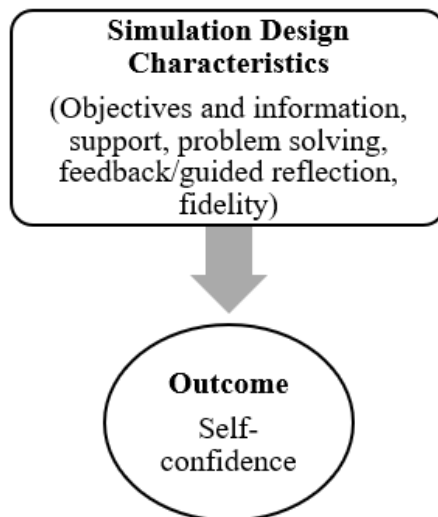 Simulation Design
Characteristics
(Objectives and information,
support, problem solving,
feedback/guided reflection,
fidelity)
Outcome
Self-
confidence